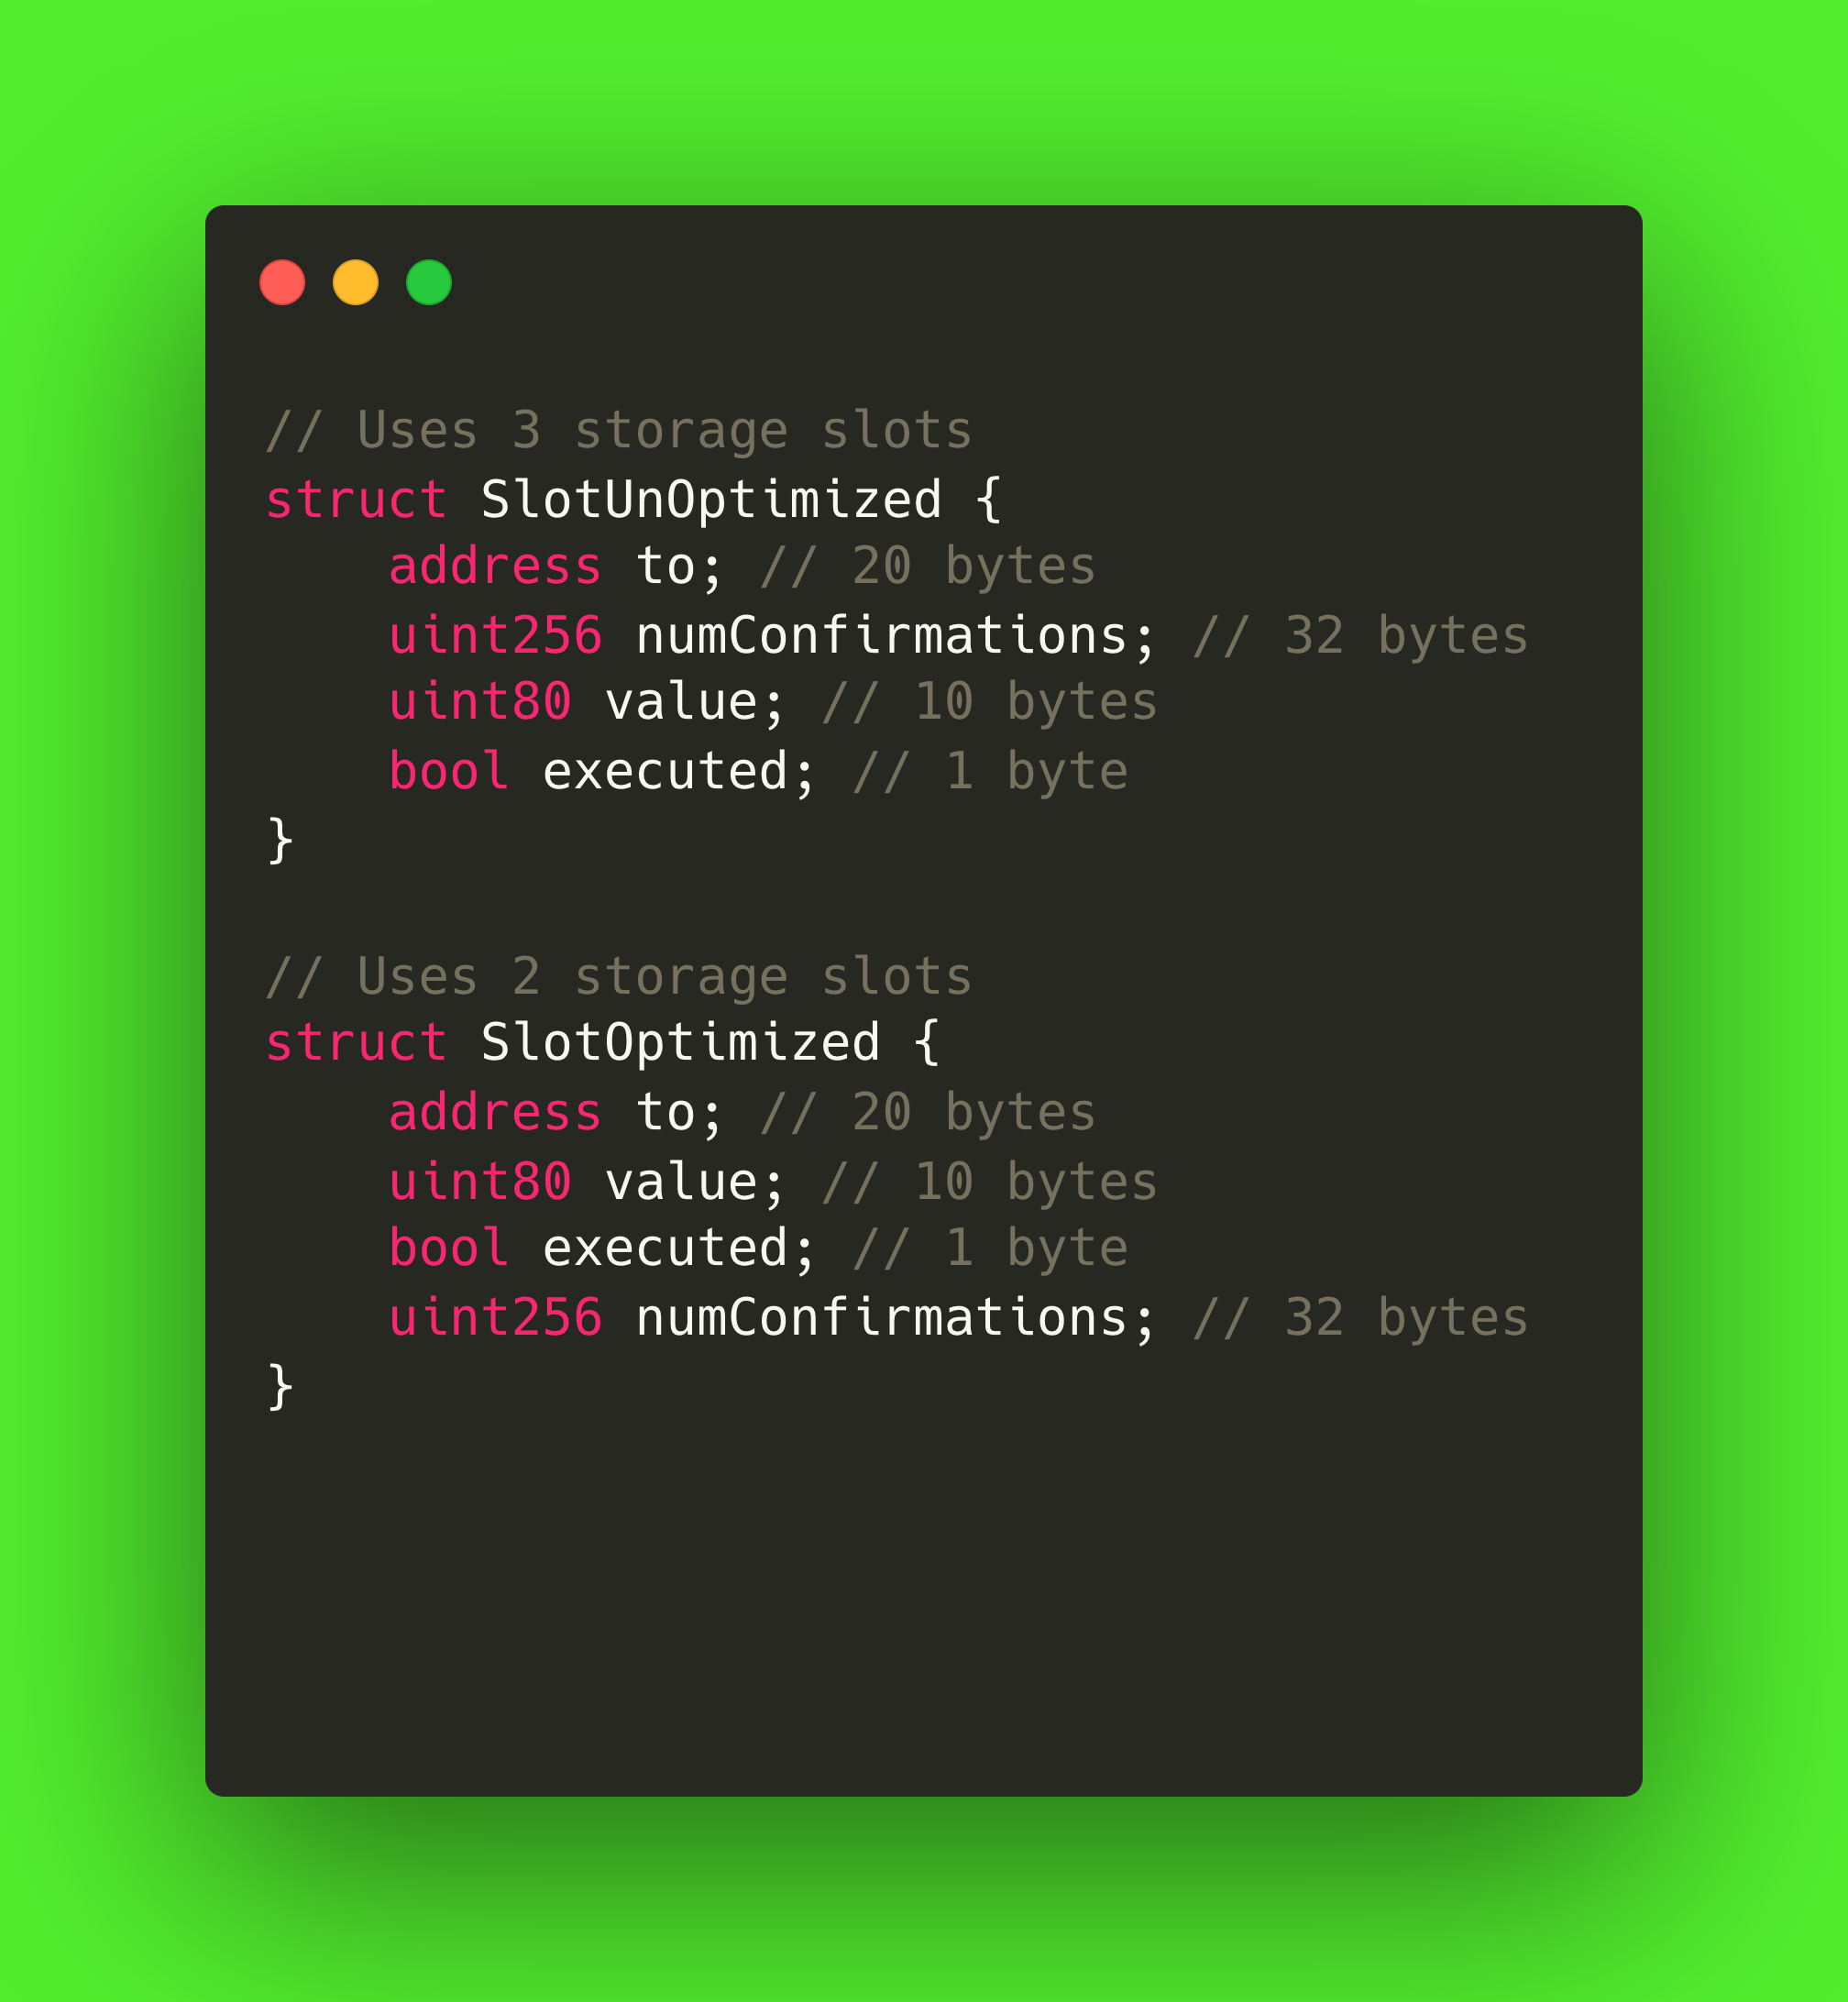 // Uses 3 storage slots
struct SlotUnOptimized {
    address to; // 20 bytes
    uint256 numConfirmations; // 32 bytes
    uint80 value; // 10 bytes
    bool executed; // 1 byte
}

// Uses 2 storage slots
struct SlotOptimized {
    address to; // 20 bytes
    uint80 value; // 10 bytes
    bool executed; // 1 byte
    uint256 numConfirmations; // 32 bytes
}